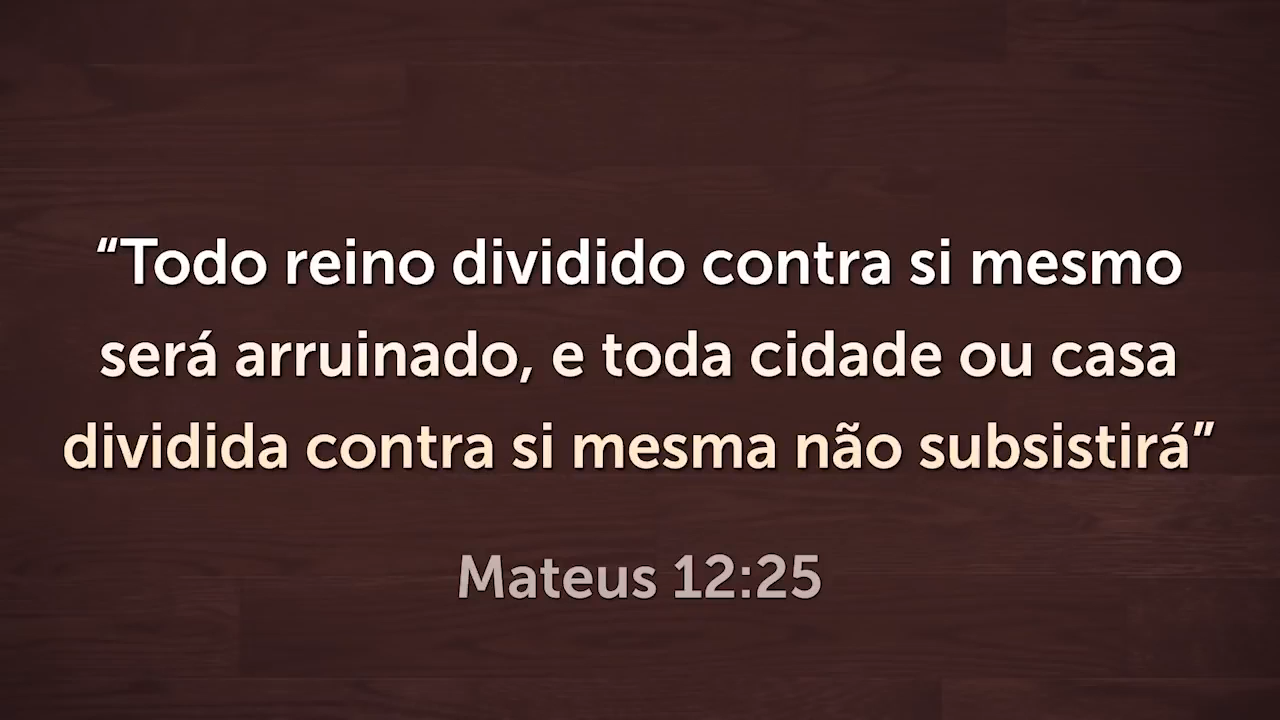 “Todo reino dividido contra si mesmo
será arruinado, e toda cidade ou casa
dividida contra si mesma não subsistirá”
Mateus 12:25